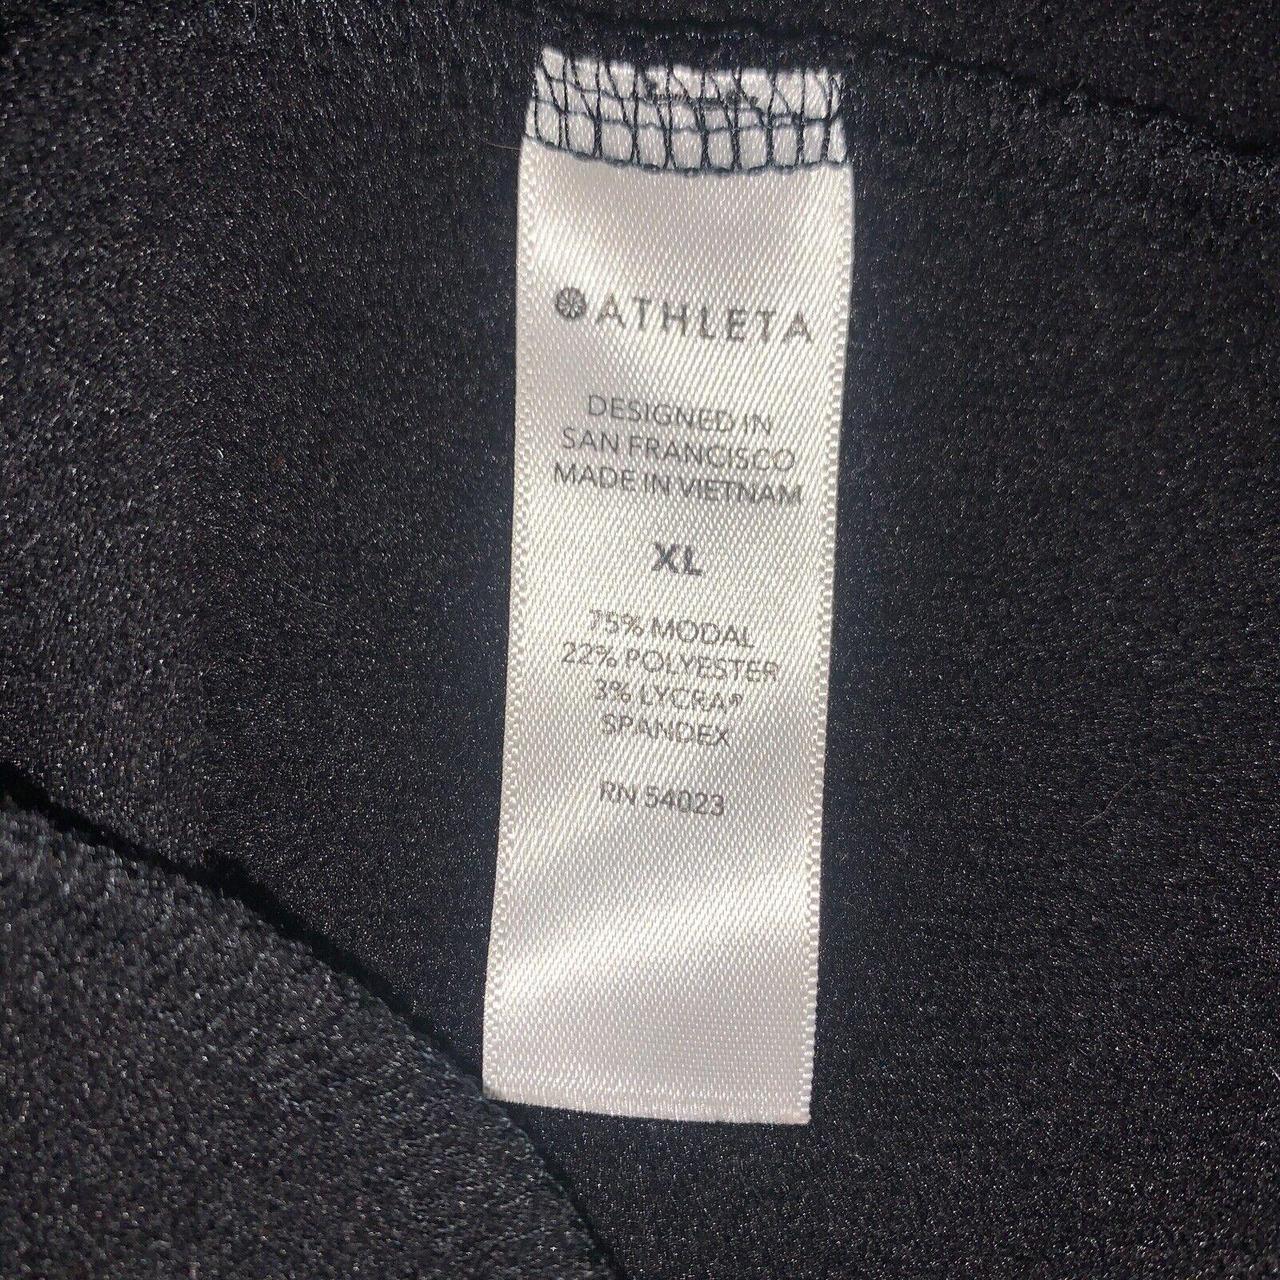 ATHLETA
DESIGNED IN
SAN FRANCISCO
MADE IN VIETNAM
XL
75% MODAL
22% POLYESTER
3% LYCRA®
SPANDEX
RN 54023